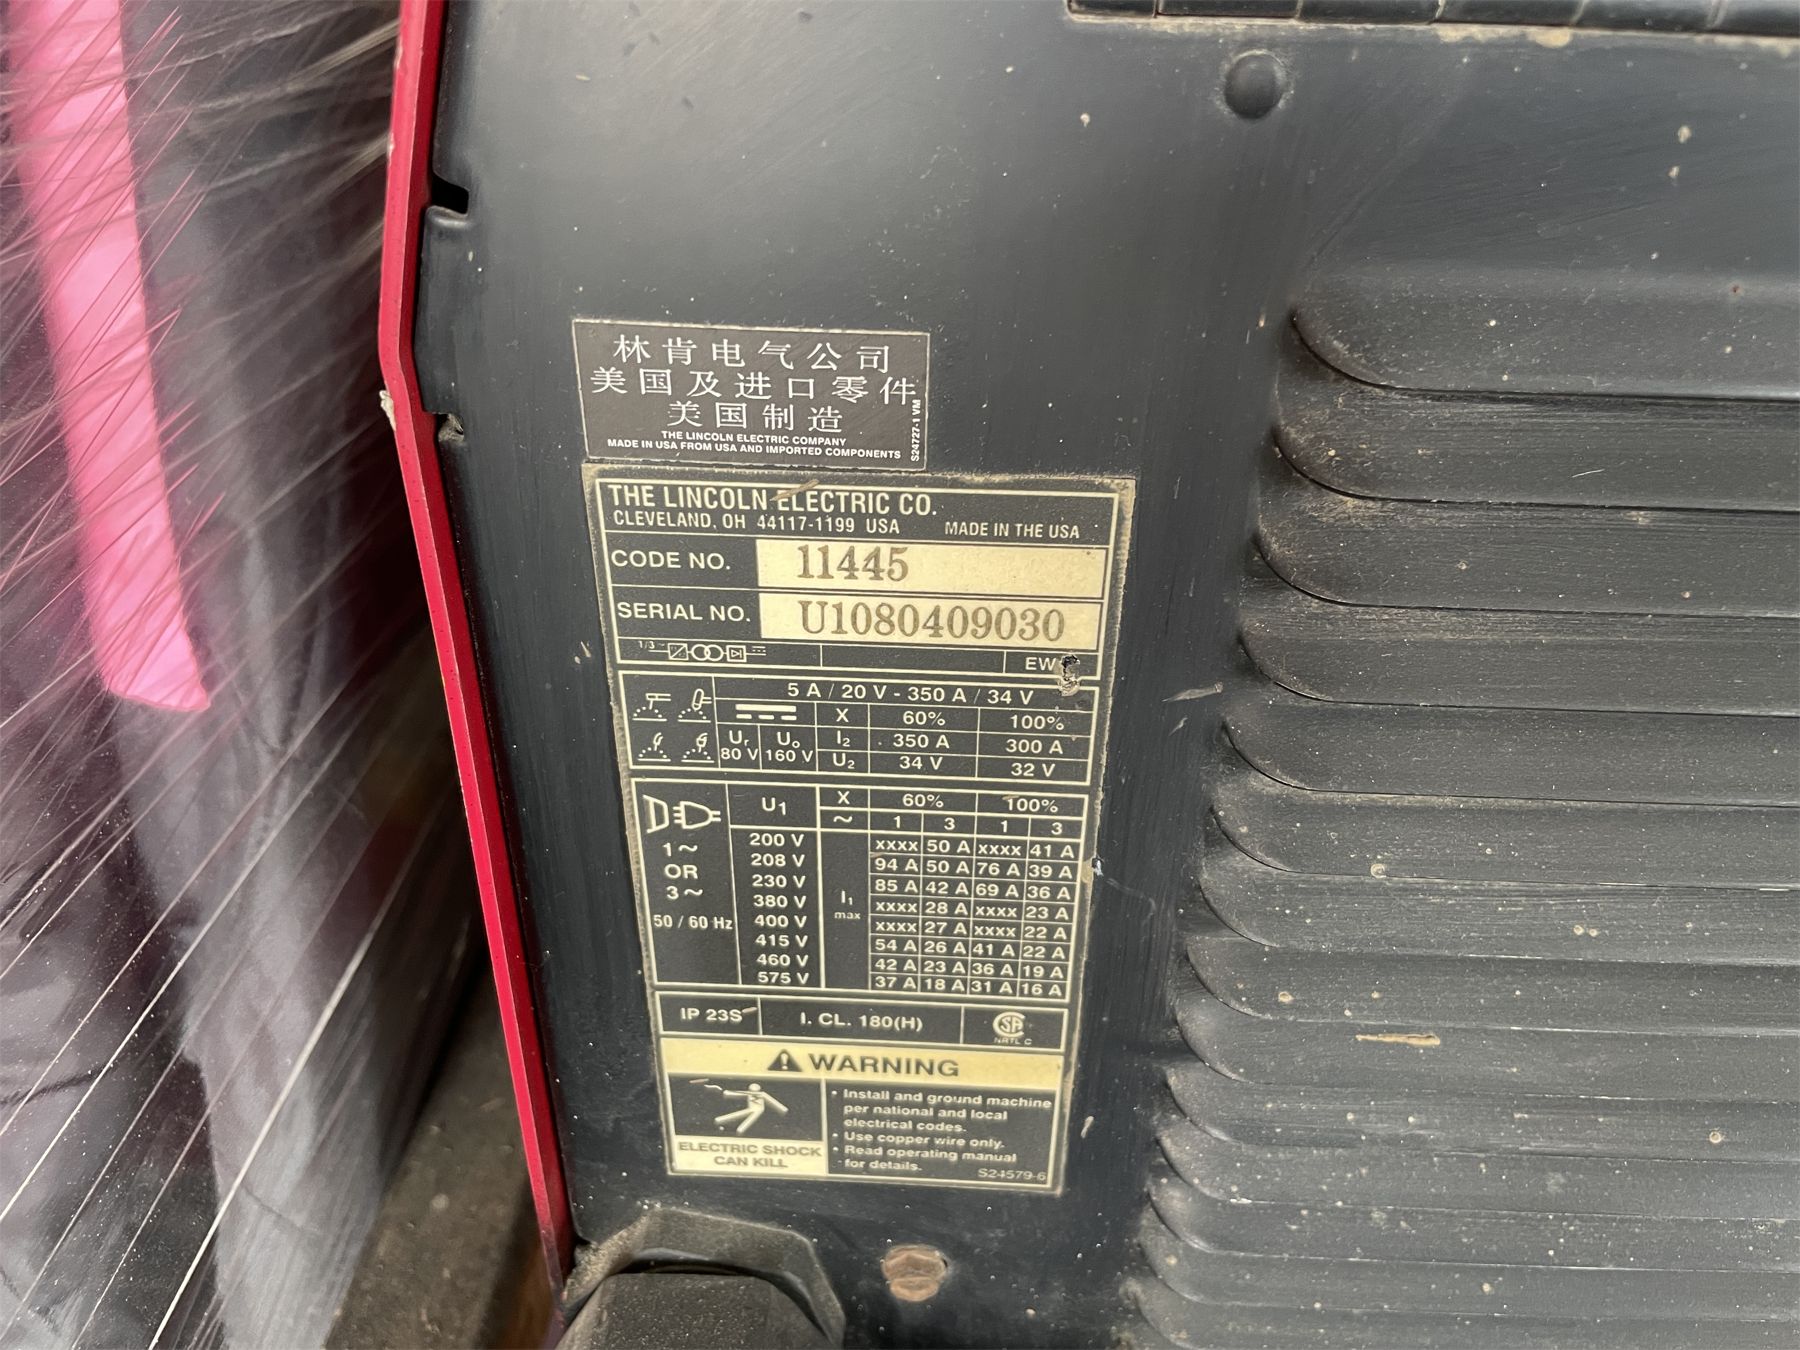 林肯电气公司
美国及进口零件
美国制造
THE LINCOLN ELECTRIC COMPANY
MADE IN USA FROM USA AND IMPORTED COMPONENTS
S24727-1 VM
THE LINCOLN ELECTRIC CO.
CLEVELAND, OH 44117-1199 USA MADE IN THE USA
CODE NO. 11445
SERIAL NO. U1080409030
1/3 ~
EW
5 A / 20 V - 350 A / 34 V
X 60% 100%
Ur 80 V Uo 160 V
I2 350 A 300 A
U2 34 V 32 V
U1 X 60% 100%
~ 1 3 1 3
1~ OR 3~
50 / 60 Hz
I1 max
200 V xxxx 50 A xxxx 41 A
208 V 94 A 50 A 76 A 39 A
230 V 85 A 42 A 69 A 36 A
380 V xxxx 28 A xxxx 23 A
400 V xxxx 27 A xxxx 22 A
415 V 54 A 26 A 41 A 22 A
460 V 42 A 23 A 36 A 19 A
575 V 37 A 18 A 31 A 16 A
IP 23S I. CL. 180(H) SA
NRTL C
WARNING
ELECTRIC SHOCK
CAN KILL
• Install and ground machine
per national and local
electrical codes.
• Use copper wire only.
• Read operating manual
for details.
S24579-6